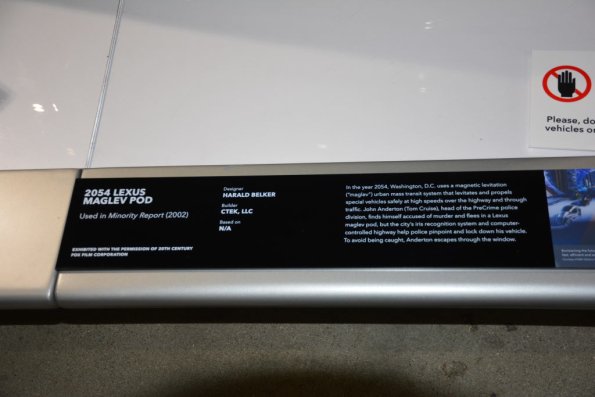 2054 LEXUS
MAGLEV POD
Used in Minority Report (2002)
EXHIBITED WITH THE PERMISSION OF 20TH CENTURY
FOX FILM CORPORATION
Designer
HARALD BELKER
Builder
CTEK, LLC
Based on
N/A
In the year 2054, Washington, D.C. uses a magnetic levitation
("maglev") urban mass transit system that levitates and propels
special vehicles safely at high speeds over the highway and through
traffic. John Anderton (Tom Cruise), head of the PreCrime police
division, finds himself accused of murder and flees in a Lexus
maglev pod, but the city's iris recognition system and computer-
controlled highway help police pinpoint and lock down his vehicle.
To avoid being caught, Anderton escapes through the window.
Please, do
vehicles or